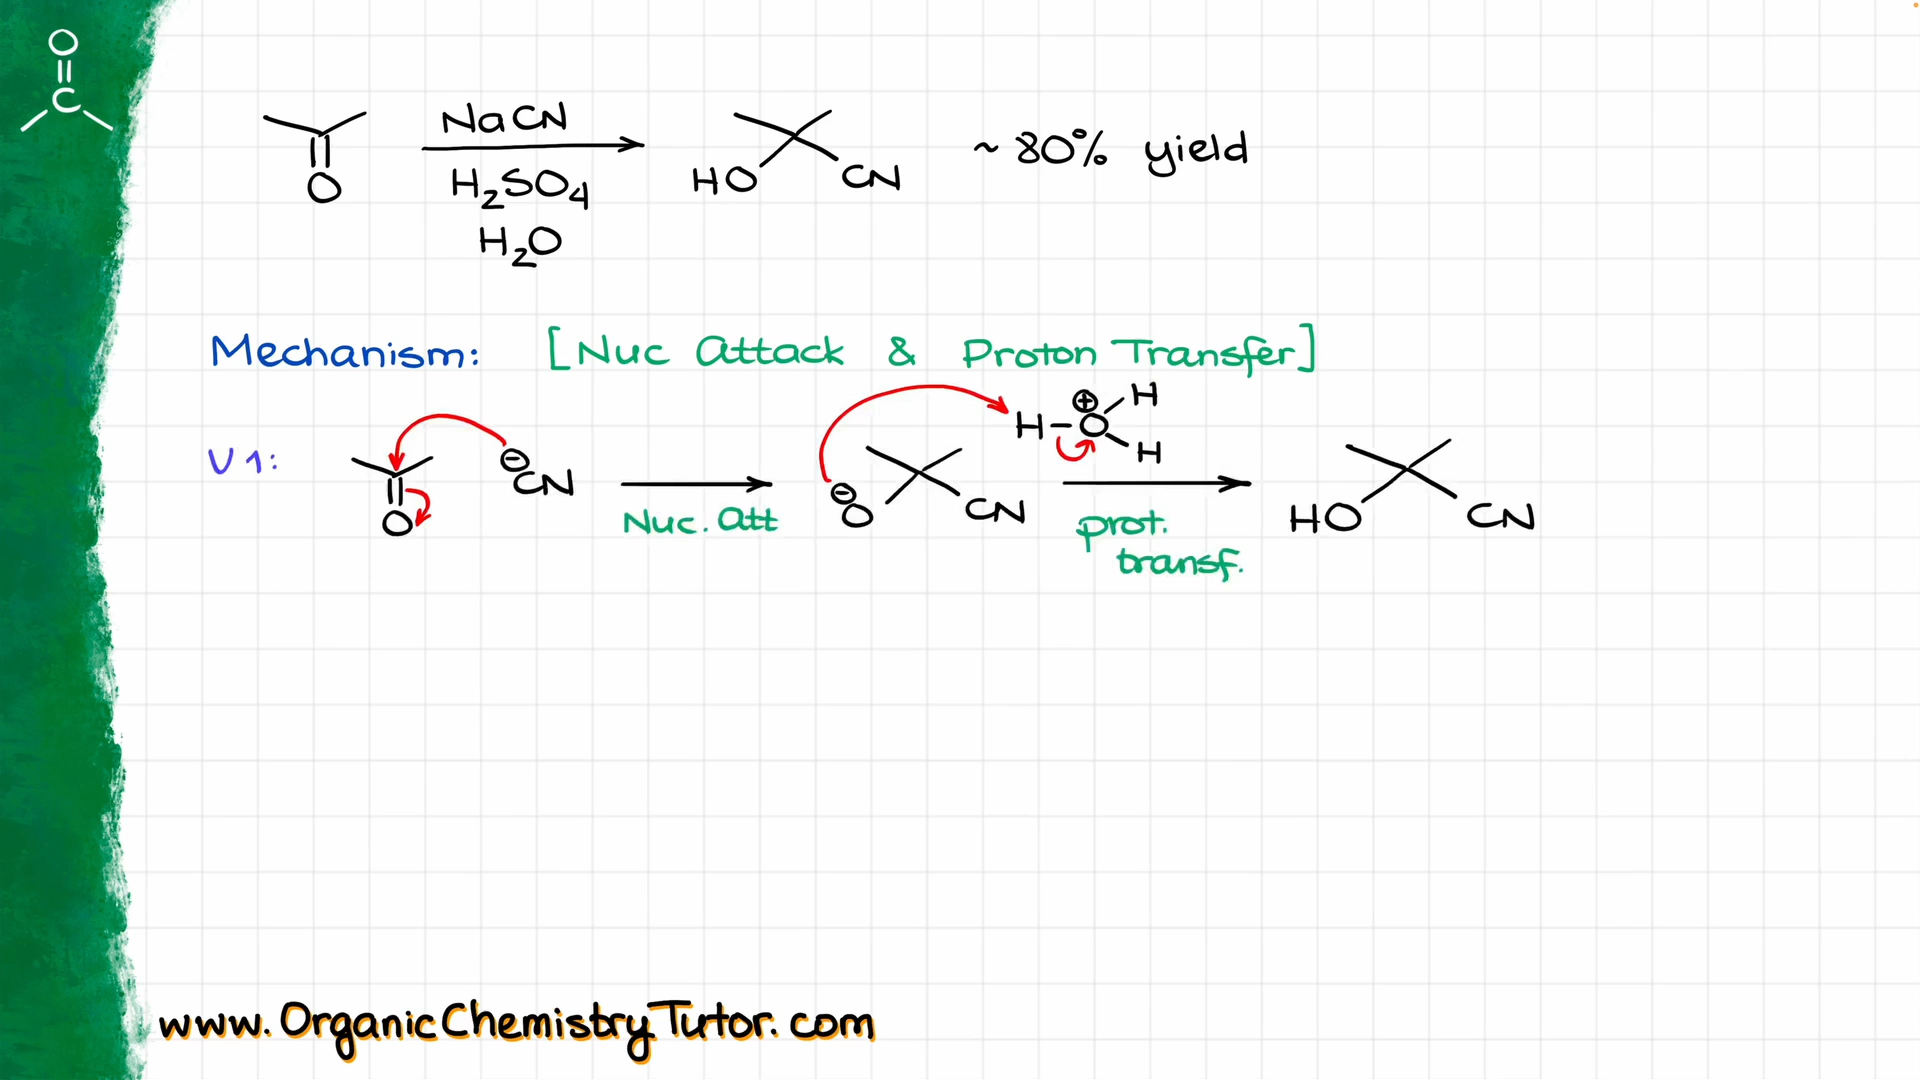 O
C
NaCN
H₂SO₄
H₂O
O
HO CN
~ 80% yield
Mechanism: [Nuc Attack & Proton Transfer]
V1:
O
⊖CN
Nuc. Att
⊖O CN
H-O⊕ H H
prot.
transf.
HO CN
www.OrganicChemistryTutor.com